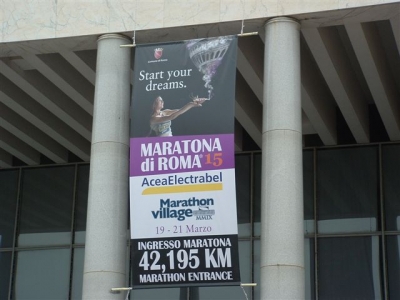 Start your
dreams.
MARATONA
di ROMA 15
AceaElectrabel
Marathon
village
19 - 21 Marzo
INGRESSO MARATONA
42,195 KM
MARATHON ENTRANCE